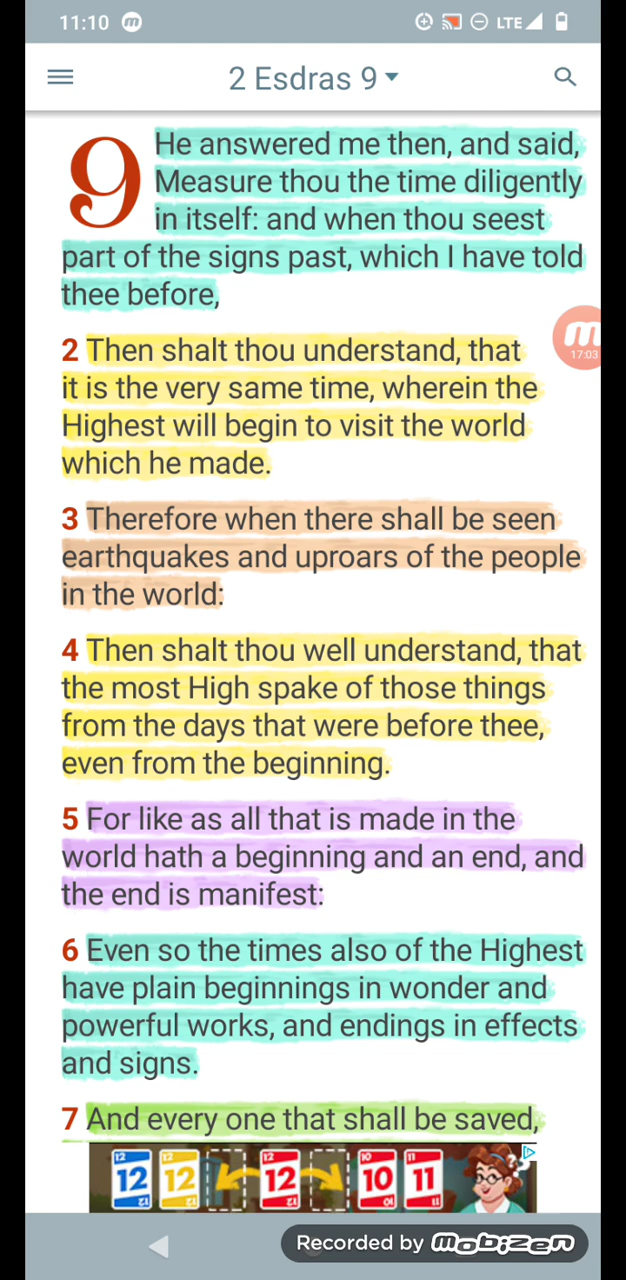 11:10 m LTE
2 Esdras 9
9 He answered me then, and said,
Measure thou the time diligently
in itself: and when thou seest
part of the signs past, which I have told
thee before,
17:03
2 Then shalt thou understand, that
it is the very same time, wherein the
Highest will begin to visit the world
which he made.
3 Therefore when there shall be seen
earthquakes and uproars of the people
in the world:
4 Then shalt thou well understand, that
the most High spake of those things
from the days that were before thee,
even from the beginning.
5 For like as all that is made in the
world hath a beginning and an end, and
the end is manifest:
6 Even so the times also of the Highest
have plain beginnings in wonder and
powerful works, and endings in effects
and signs.
7 And every one that shall be saved,
12 12 12 10 11
Recorded by mobizen